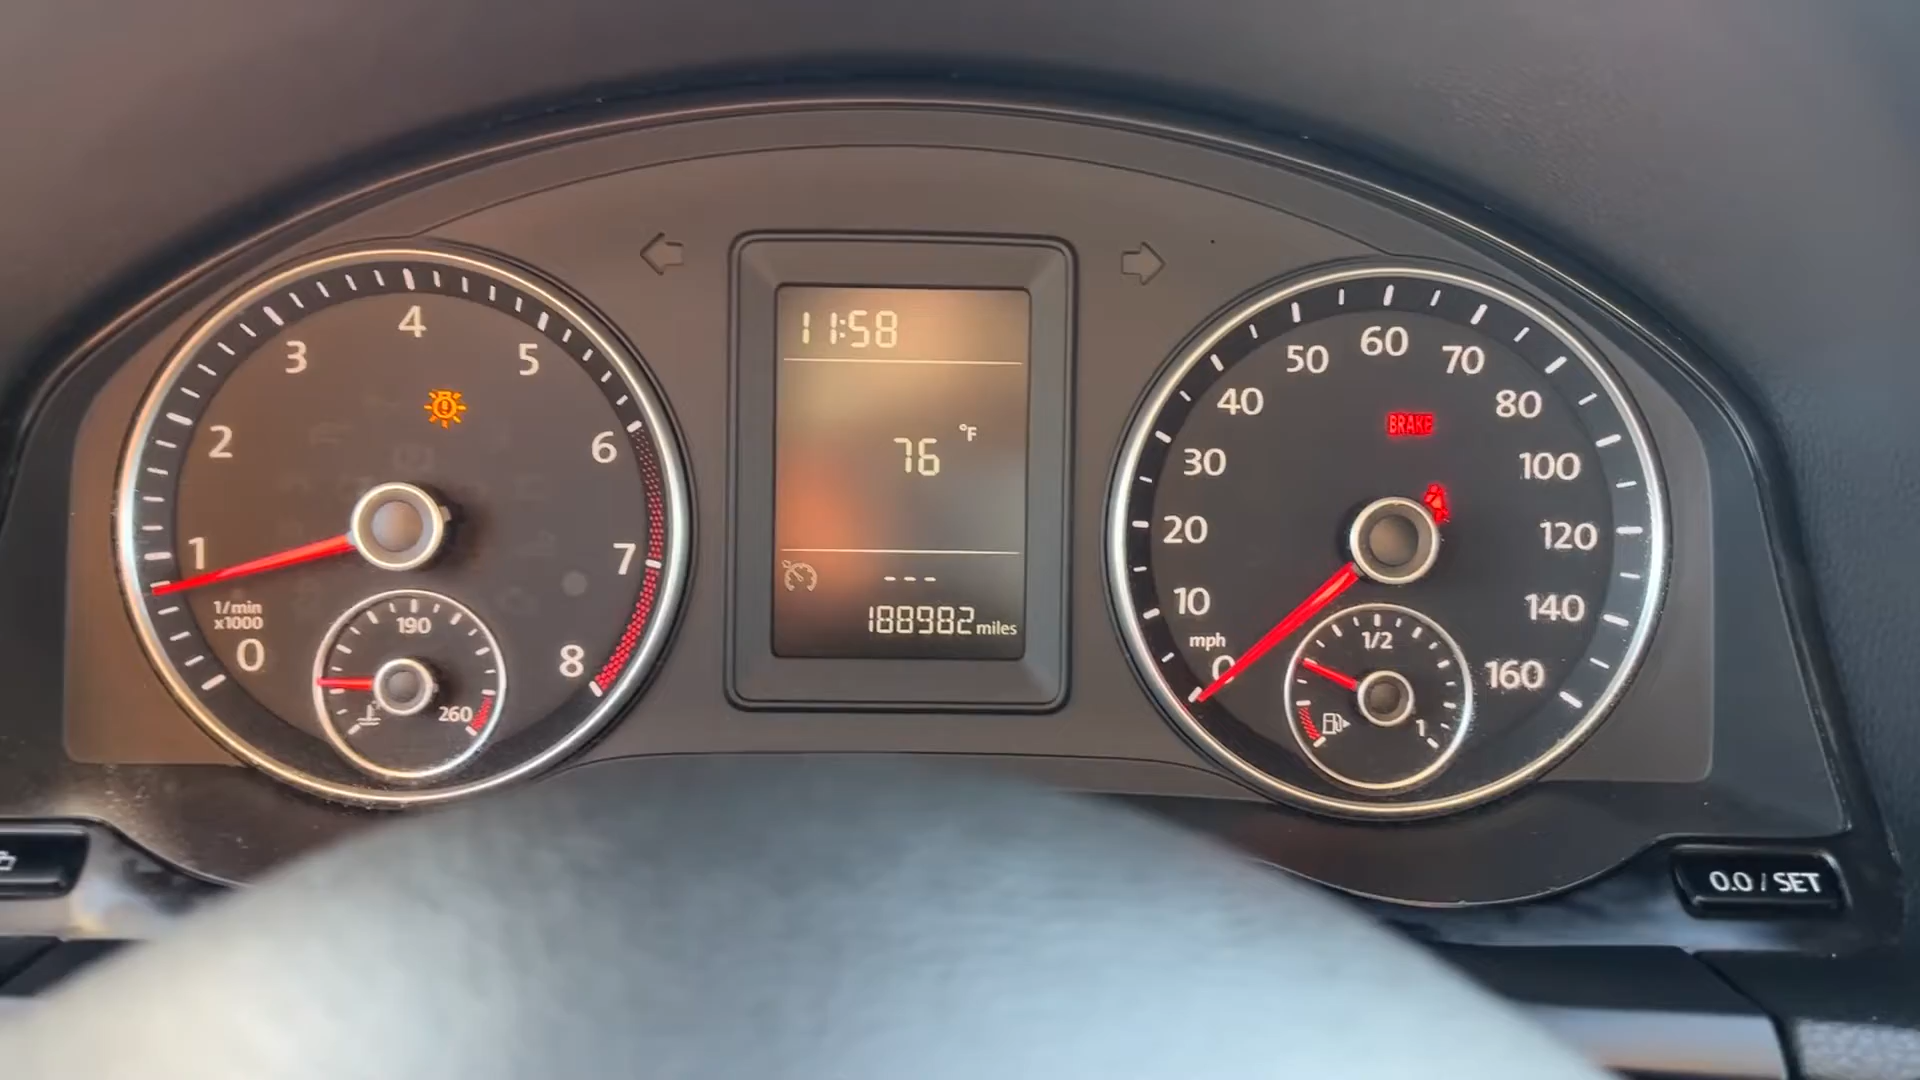 11:58
76 °F
---
188982 miles
1 2 3 4 5 6 7 8
1/min
x1000
0
190
260
BRAKE
0 10 20 30 40 50 60 70 80 100 120 140 160
mph
1/2
1
0.0 / SET